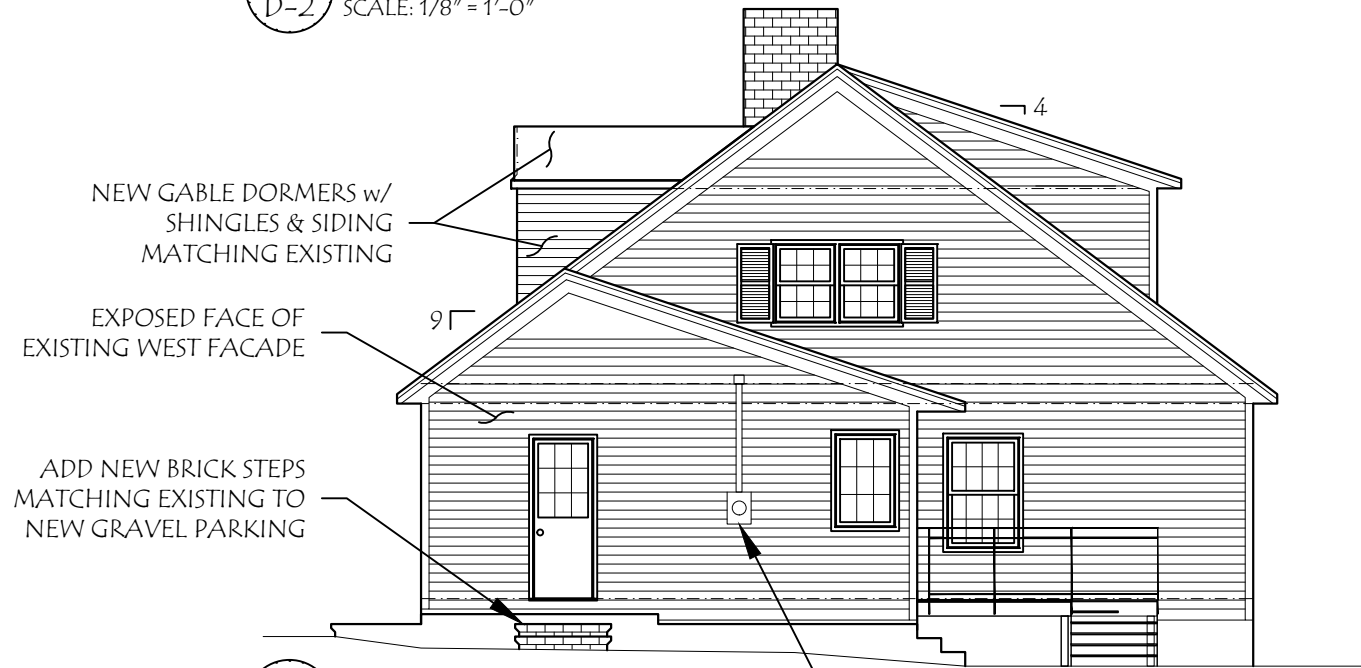 D-2 SCALE: 1/8" = 1'-0"
4
NEW GABLE DORMERS w/
SHINGLES & SIDING
MATCHING EXISTING
9
EXPOSED FACE OF
EXISTING WEST FACADE
ADD NEW BRICK STEPS
MATCHING EXISTING TO
NEW GRAVEL PARKING